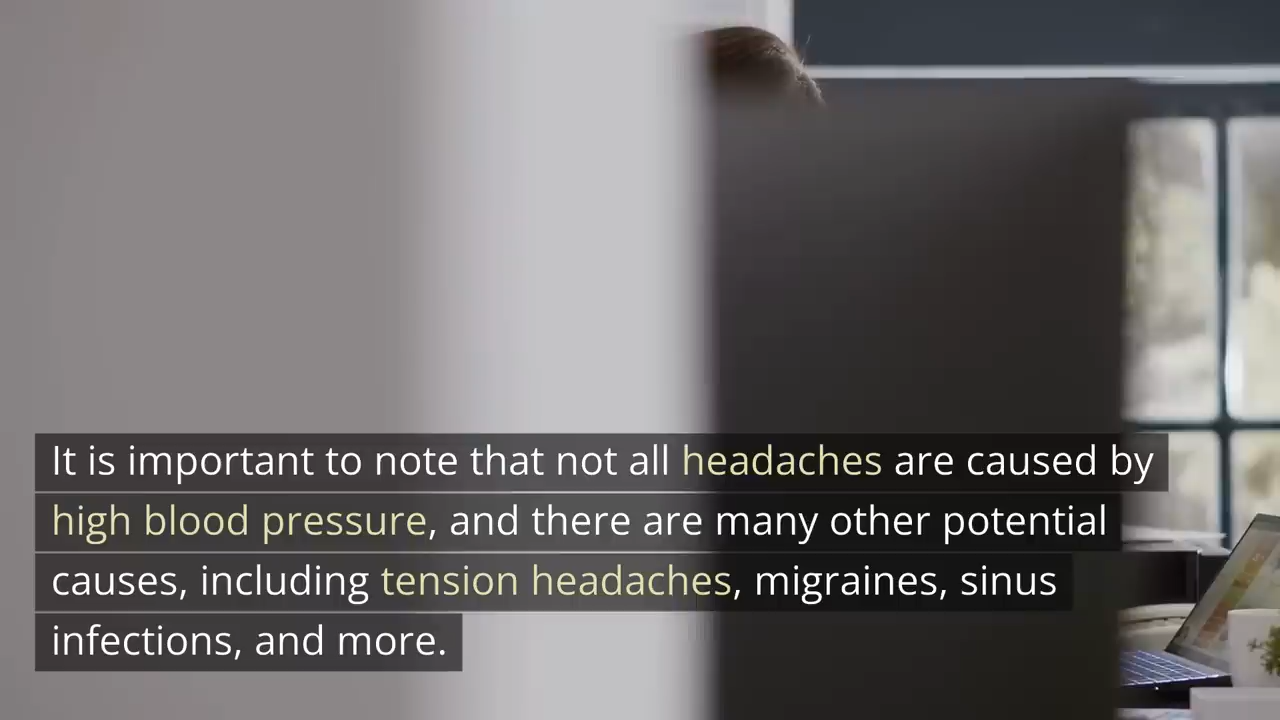 It is important to note that not all headaches are caused by
high blood pressure, and there are many other potential
causes, including tension headaches, migraines, sinus
infections, and more.